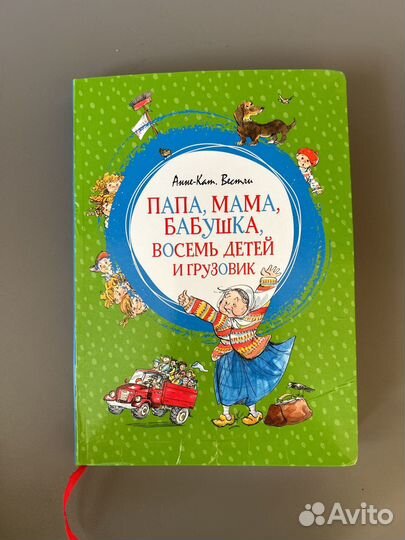 Анне-Кат. Вестли
ПАПА, МАМА,
БАБУШКА,
ВОСЕМЬ ДЕТЕЙ
И ГРУЗОВИК
Avito